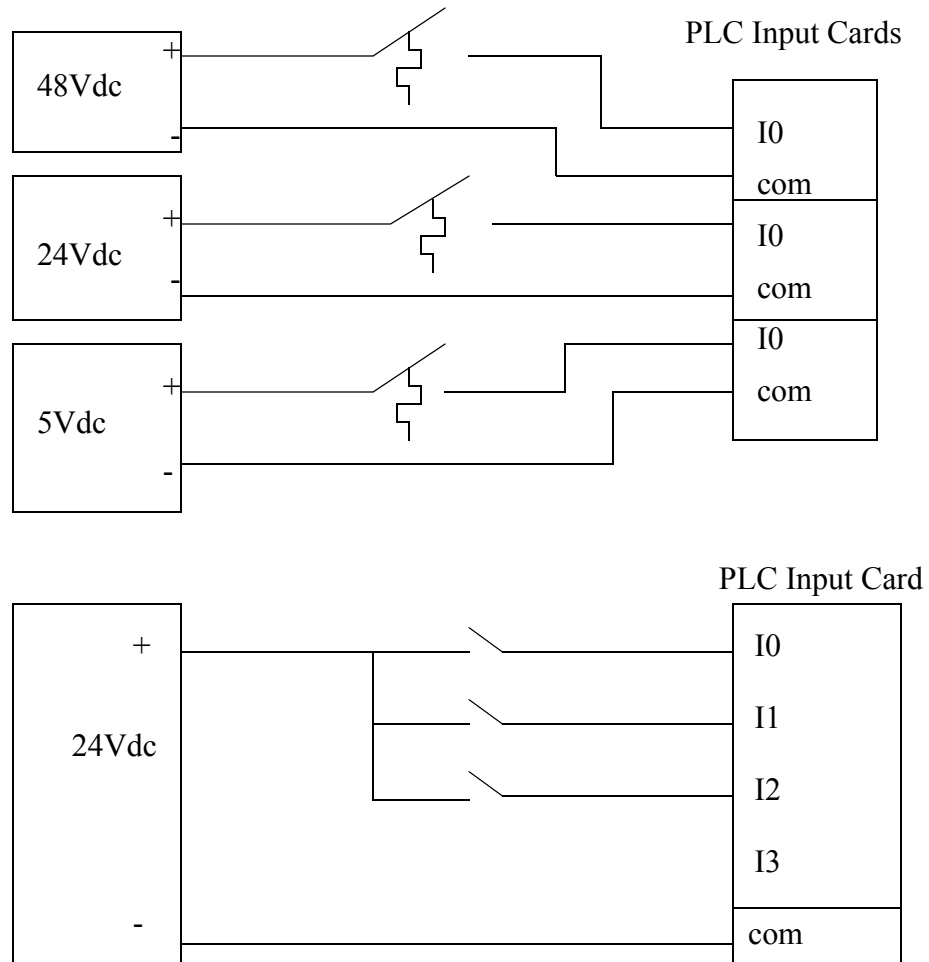 PLC Input Cards
+
48Vdc
-
I0
com
+
24Vdc
-
I0
com
+
5Vdc
-
I0
com
PLC Input Card
+
24Vdc
-
I0
I1
I2
I3
com